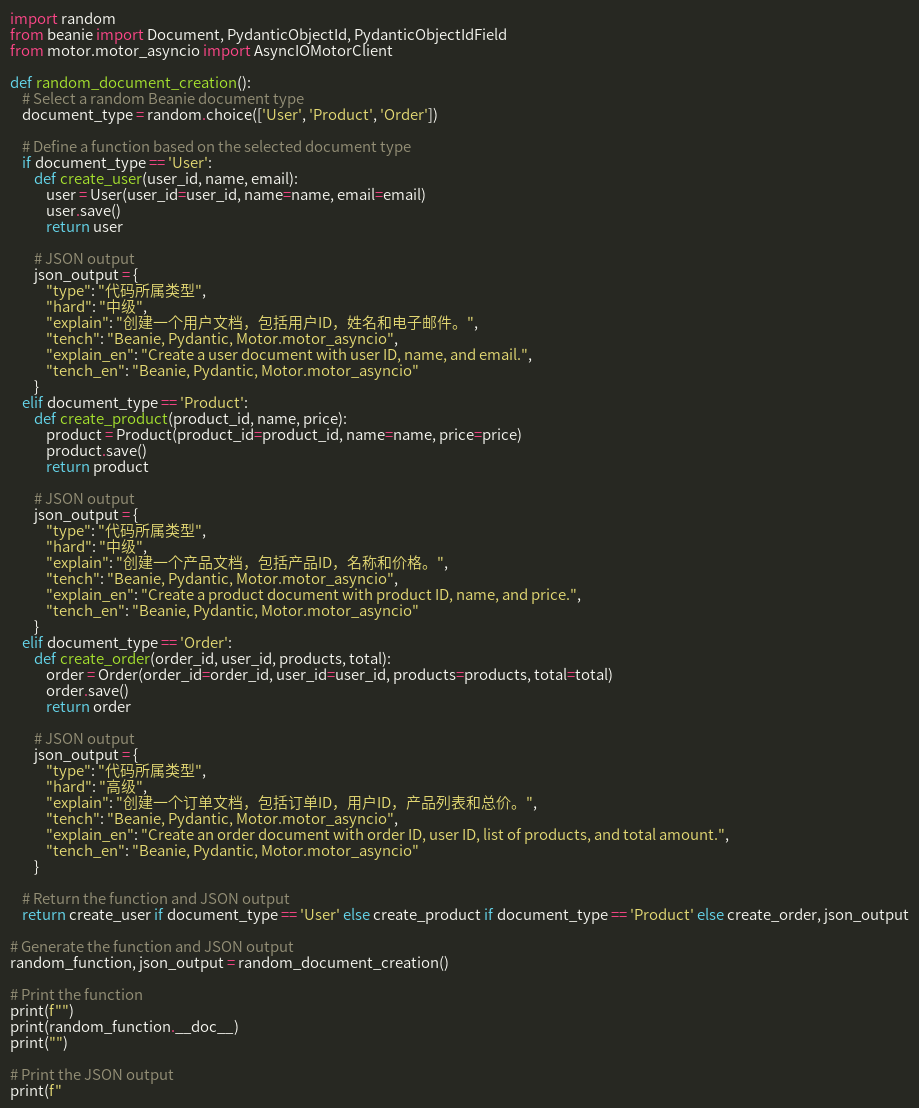 import random
from beanie import Document, PydanticObjectId, PydanticObjectIdField
from motor.motor_asyncio import AsyncIOMotorClient

def random_document_creation():
    # Select a random Beanie document type
    document_type = random.choice(['User', 'Product', 'Order'])

    # Define a function based on the selected document type
    if document_type == 'User':
        def create_user(user_id, name, email):
            user = User(user_id=user_id, name=name, email=email)
            user.save()
            return user

        # JSON output
        json_output = {
            "type": "代码所属类型",
            "hard": "中级",
            "explain": "创建一个用户文档，包括用户ID，姓名和电子邮件。",
            "tench": "Beanie, Pydantic, Motor.motor_asyncio",
            "explain_en": "Create a user document with user ID, name, and email.",
            "tench_en": "Beanie, Pydantic, Motor.motor_asyncio"
        }
    elif document_type == 'Product':
        def create_product(product_id, name, price):
            product = Product(product_id=product_id, name=name, price=price)
            product.save()
            return product

        # JSON output
        json_output = {
            "type": "代码所属类型",
            "hard": "中级",
            "explain": "创建一个产品文档，包括产品ID，名称和价格。",
            "tench": "Beanie, Pydantic, Motor.motor_asyncio",
            "explain_en": "Create a product document with product ID, name, and price.",
            "tench_en": "Beanie, Pydantic, Motor.motor_asyncio"
        }
    elif document_type == 'Order':
        def create_order(order_id, user_id, products, total):
            order = Order(order_id=order_id, user_id=user_id, products=products, total=total)
            order.save()
            return order

        # JSON output
        json_output = {
            "type": "代码所属类型",
            "hard": "高级",
            "explain": "创建一个订单文档，包括订单ID，用户ID，产品列表和总价。",
            "tench": "Beanie, Pydantic, Motor.motor_asyncio",
            "explain_en": "Create an order document with order ID, user ID, list of products, and total amount.",
            "tench_en": "Beanie, Pydantic, Motor.motor_asyncio"
        }

    # Return the function and JSON output
    return create_user if document_type == 'User' else create_product if document_type == 'Product' else create_order, json_output

# Generate the function and JSON output
random_function, json_output = random_document_creation()

# Print the function
print(f"")
print(random_function.__doc__)
print("")

# Print the JSON output
print(f"